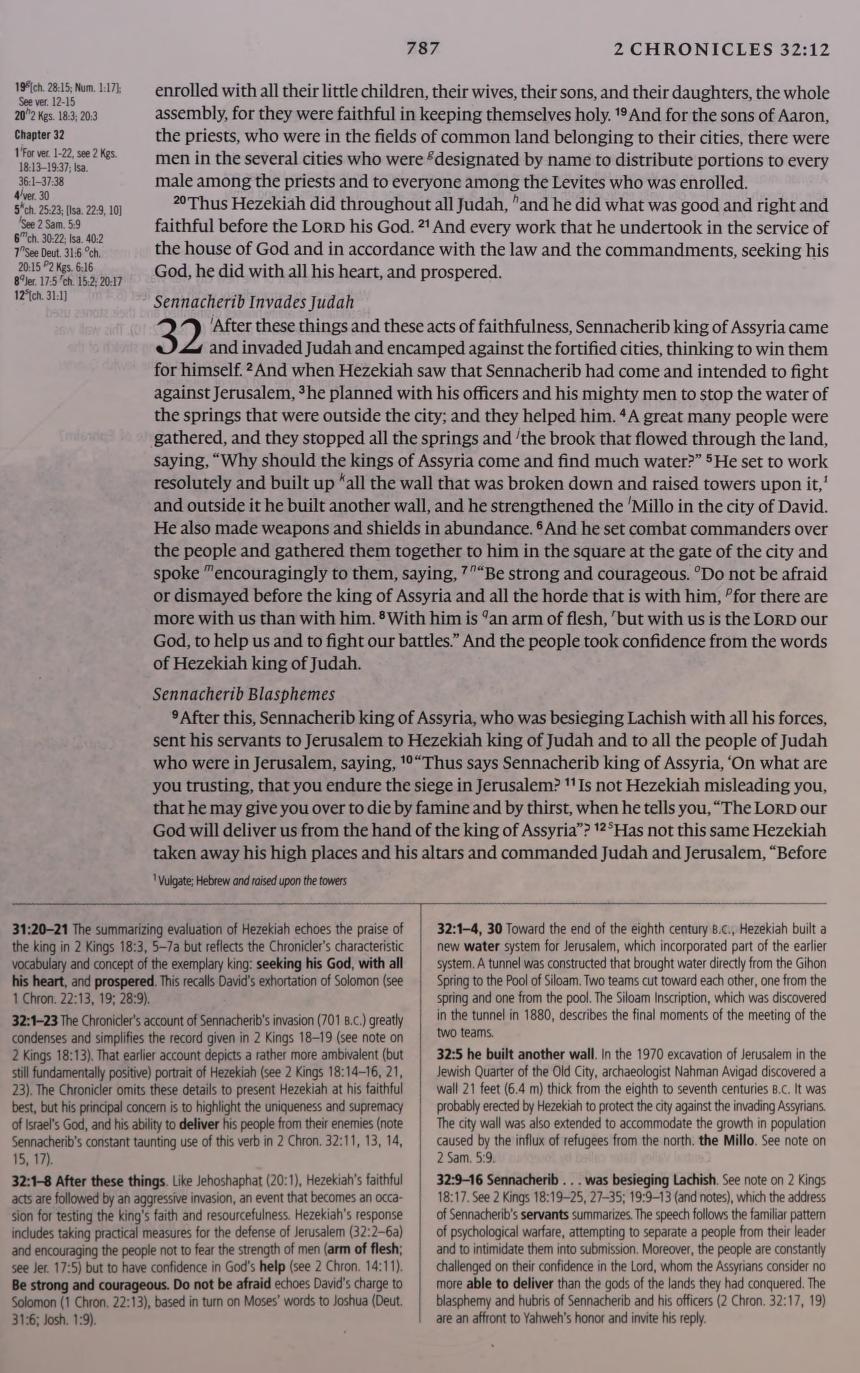 787
2 CHRONICLES 32:12
19g[ch. 28:15; Num. 1:17];
See ver. 12-15
20h2 Kgs. 18:3; 20:3
Chapter 32
1iFor ver. 1-22, see 2 Kgs.
18:13–19:37; Isa.
36:1–37:38
4jver. 30
5kch. 25:23; [Isa. 22:9, 10]
lSee 2 Sam. 5:9
6mch. 30:22; Isa. 40:2
7nSee Deut. 31:6 och.
20:15 p2 Kgs. 6:16
8qJer. 17:5 rch. 15:2; 20:17
12s[ch. 31:1]
enrolled with all their little children, their wives, their sons, and their daughters, the whole
assembly, for they were faithful in keeping themselves holy. 19And for the sons of Aaron,
the priests, who were in the fields of common land belonging to their cities, there were
men in the several cities who were gdesignated by name to distribute portions to every
male among the priests and to everyone among the Levites who was enrolled.
20Thus Hezekiah did throughout all Judah, hand he did what was good and right and
faithful before the LORD his God. 21And every work that he undertook in the service of
the house of God and in accordance with the law and the commandments, seeking his
God, he did with all his heart, and prospered.
Sennacherib Invades Judah
32 iAfter these things and these acts of faithfulness, Sennacherib king of Assyria came
and invaded Judah and encamped against the fortified cities, thinking to win them
for himself. 2And when Hezekiah saw that Sennacherib had come and intended to fight
against Jerusalem, 3he planned with his officers and his mighty men to stop the water of
the springs that were outside the city; and they helped him. 4A great many people were
gathered, and they stopped all the springs and jthe brook that flowed through the land,
saying, “Why should the kings of Assyria come and find much water?” 5He set to work
resolutely and built up kall the wall that was broken down and raised towers upon it,1
and outside it he built another wall, and he strengthened the lMillo in the city of David.
He also made weapons and shields in abundance. 6And he set combat commanders over
the people and gathered them together to him in the square at the gate of the city and
spoke mencouragingly to them, saying, 7n“Be strong and courageous. oDo not be afraid
or dismayed before the king of Assyria and all the horde that is with him, pfor there are
more with us than with him. 8With him is qan arm of flesh, rbut with us is the LORD our
God, to help us and to fight our battles.” And the people took confidence from the words
of Hezekiah king of Judah.
Sennacherib Blasphemes
9After this, Sennacherib king of Assyria, who was besieging Lachish with all his forces,
sent his servants to Jerusalem to Hezekiah king of Judah and to all the people of Judah
who were in Jerusalem, saying, 10“Thus says Sennacherib king of Assyria, ‘On what are
you trusting, that you endure the siege in Jerusalem? 11Is not Hezekiah misleading you,
that he may give you over to die by famine and by thirst, when he tells you, “The LORD our
God will deliver us from the hand of the king of Assyria”? 12sHas not this same Hezekiah
taken away his high places and his altars and commanded Judah and Jerusalem, “Before
1 Vulgate; Hebrew and raised upon the towers
31:20–21 The summarizing evaluation of Hezekiah echoes the praise of
the king in 2 Kings 18:3, 5–7a but reflects the Chronicler's characteristic
vocabulary and concept of the exemplary king: seeking his God, with all
his heart, and prospered. This recalls David's exhortation of Solomon (see
1 Chron. 22:13, 19; 28:9).
32:1–23 The Chronicler's account of Sennacherib's invasion (701 B.C.) greatly
condenses and simplifies the record given in 2 Kings 18–19 (see note on
2 Kings 18:13). That earlier account depicts a rather more ambivalent (but
still fundamentally positive) portrait of Hezekiah (see 2 Kings 18:14–16, 21,
23). The Chronicler omits these details to present Hezekiah at his faithful
best, but his principal concern is to highlight the uniqueness and supremacy
of Israel's God, and his ability to deliver his people from their enemies (note
Sennacherib's constant taunting use of this verb in 2 Chron. 32:11, 13, 14,
15, 17).
32:1–8 After these things. Like Jehoshaphat (20:1), Hezekiah's faithful
acts are followed by an aggressive invasion, an event that becomes an occa-
sion for testing the king's faith and resourcefulness. Hezekiah's response
includes taking practical measures for the defense of Jerusalem (32:2–6a)
and encouraging the people not to fear the strength of men (arm of flesh;
see Jer. 17:5) but to have confidence in God's help (see 2 Chron. 14:11).
Be strong and courageous. Do not be afraid echoes David's charge to
Solomon (1 Chron. 22:13), based in turn on Moses' words to Joshua (Deut.
31:6; Josh. 1:9).
32:1–4, 30 Toward the end of the eighth century B.C., Hezekiah built a
new water system for Jerusalem, which incorporated part of the earlier
system. A tunnel was constructed that brought water directly from the Gihon
Spring to the Pool of Siloam. Two teams cut toward each other, one from the
spring and one from the pool. The Siloam Inscription, which was discovered
in the tunnel in 1880, describes the final moments of the meeting of the
two teams.
32:5 he built another wall. In the 1970 excavation of Jerusalem in the
Jewish Quarter of the Old City, archaeologist Nahman Avigad discovered a
wall 21 feet (6.4 m) thick from the eighth to seventh centuries B.C. It was
probably erected by Hezekiah to protect the city against the invading Assyrians.
The city wall was also extended to accommodate the growth in population
caused by the influx of refugees from the north. the Millo. See note on
2 Sam. 5:9.
32:9–16 Sennacherib . . . was besieging Lachish. See note on 2 Kings
18:17. See 2 Kings 18:19–25, 27–35; 19:9–13 (and notes), which the address
of Sennacherib's servants summarizes. The speech follows the familiar pattern
of psychological warfare, attempting to separate a people from their leader
and to intimidate them into submission. Moreover, the people are constantly
challenged on their confidence in the Lord, whom the Assyrians consider no
more able to deliver than the gods of the lands they had conquered. The
blasphemy and hubris of Sennacherib and his officers (2 Chron. 32:17, 19)
are an affront to Yahweh's honor and invite his reply.